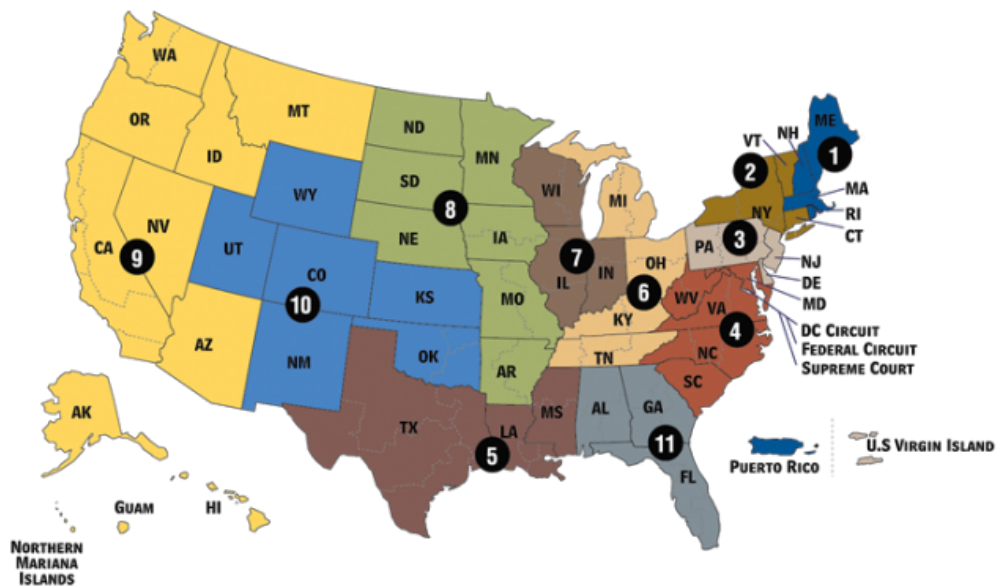 WA
OR
ID
MT
ND
MN
SD
WY
NE
IA
WI
MI
NV
CA
9
UT
CO
10
KS
MO
8
7
IL
IN
OH
6
KY
WV
VA
4
PA
3
NY
2
VT
NH
ME
1
MA
RI
CT
NJ
DE
MD
DC CIRCUIT
FEDERAL CIRCUIT
SUPREME COURT
AZ
NM
OK
AR
TN
NC
SC
TX
LA
5
MS
AL
GA
11
FL
AK
HI
GUAM
NORTHERN
MARIANA
ISLANDS
PUERTO RICO
U.S VIRGIN ISLAND